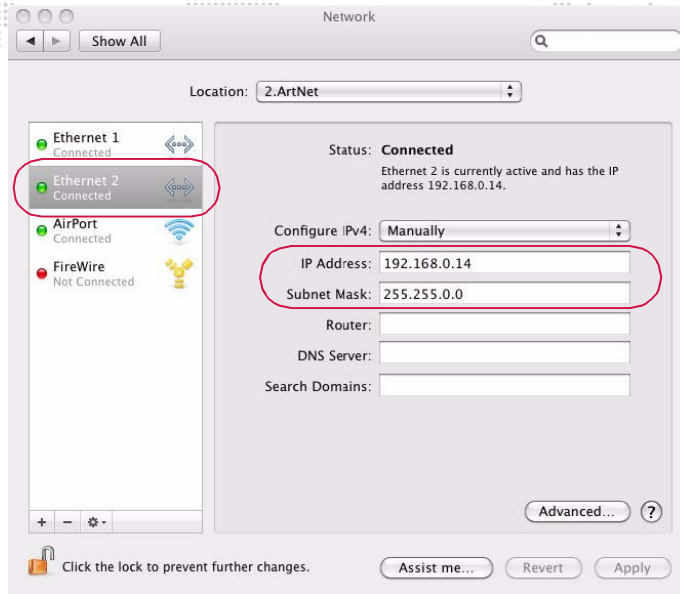 Network
Show All
Location: 2.ArtNet
Ethernet 1
Connected
Ethernet 2
Connected
AirPort
Connected
FireWire
Not Connected
Status: Connected
Ethernet 2 is currently active and has the IP
address 192.168.0.14.
Configure IPv4: Manually
IP Address: 192.168.0.14
Subnet Mask: 255.255.0.0
Router:
DNS Server:
Search Domains:
Advanced... ?
Click the lock to prevent further changes.
Assist me... Revert Apply